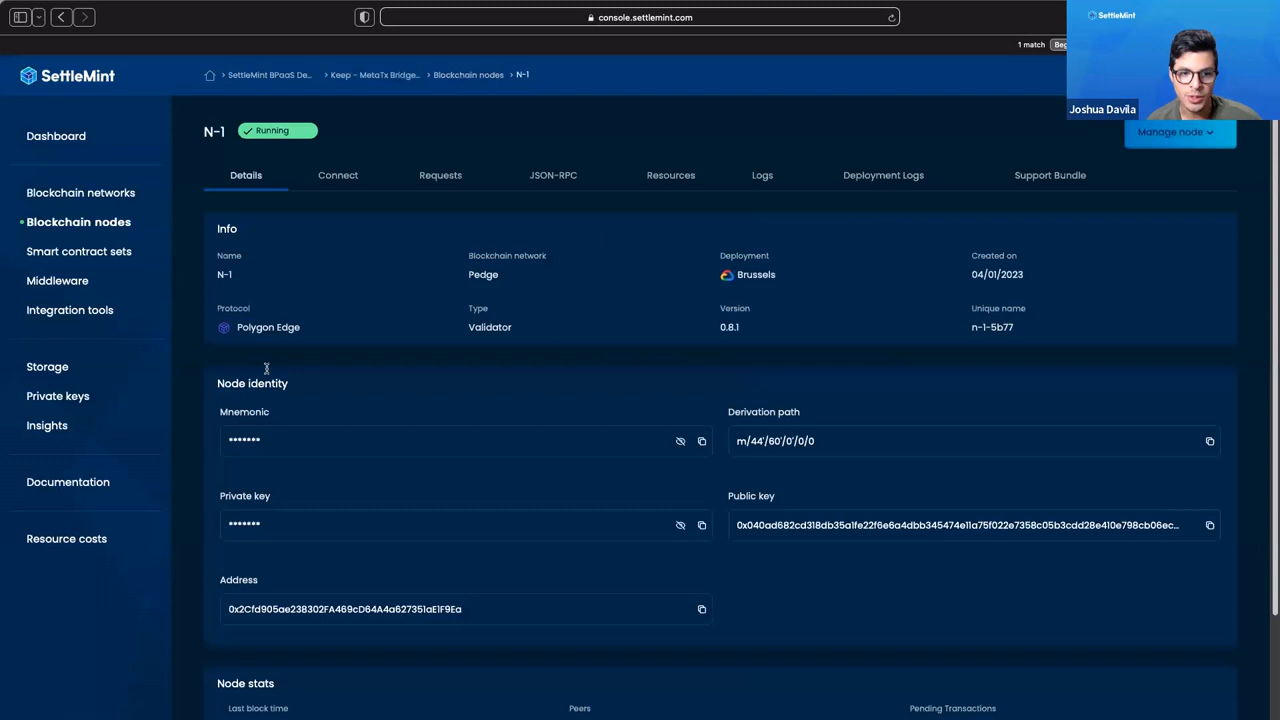 console.settlemint.com
SettleMint
1 match
SettleMint
SettleMint BPaaS De... > Keep - MetaTx Bridge... > Blockchain nodes > N-1
Joshua Davila
N-1
Running
Manage node
Dashboard
Blockchain networks
Blockchain nodes
Smart contract sets
Middleware
Integration tools
Storage
Private keys
Insights
Documentation
Resource costs
Details Connect Requests JSON-RPC Resources Logs Deployment Logs Support Bundle
Info
Name Blockchain network Deployment Created on
N-1 Pedge Brussels 04/01/2023
Protocol Type Version Unique name
Polygon Edge Validator 0.8.1 n-1-5b77
Node identity
Mnemonic Derivation path
******* m/44'/60'/0'/0/0
Private key Public key
******* 0x040ad682cd318db35a1fe22f6e6a4dbb345474e11a75f022e7358c05b3cdd28e410e798cb06ec...
Address
0x2Cfd905ae238302FA469cD64A4a627351aE1F9Ea
Node stats
Last block time Peers Pending Transactions